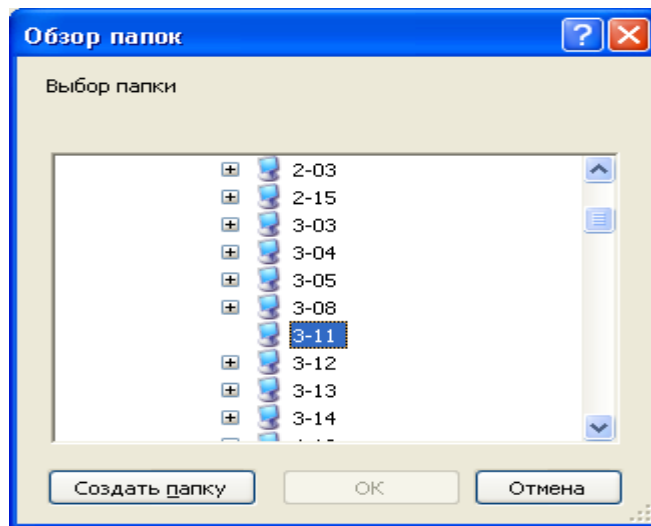 Обзор папок
Выбор папки
2-03
2-15
3-03
3-04
3-05
3-08
3-11
3-12
3-13
3-14
Создать папку
ОК
Отмена